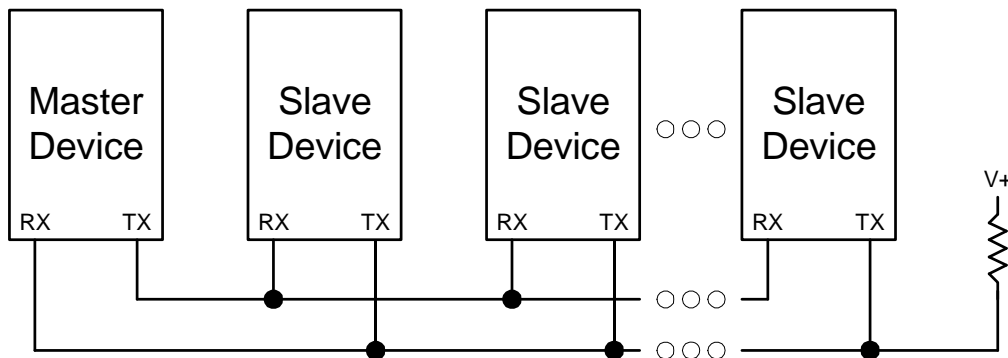 Master
Device
Slave
Device
Slave
Device
Slave
Device
V+
RX TX
RX TX
RX TX
RX TX